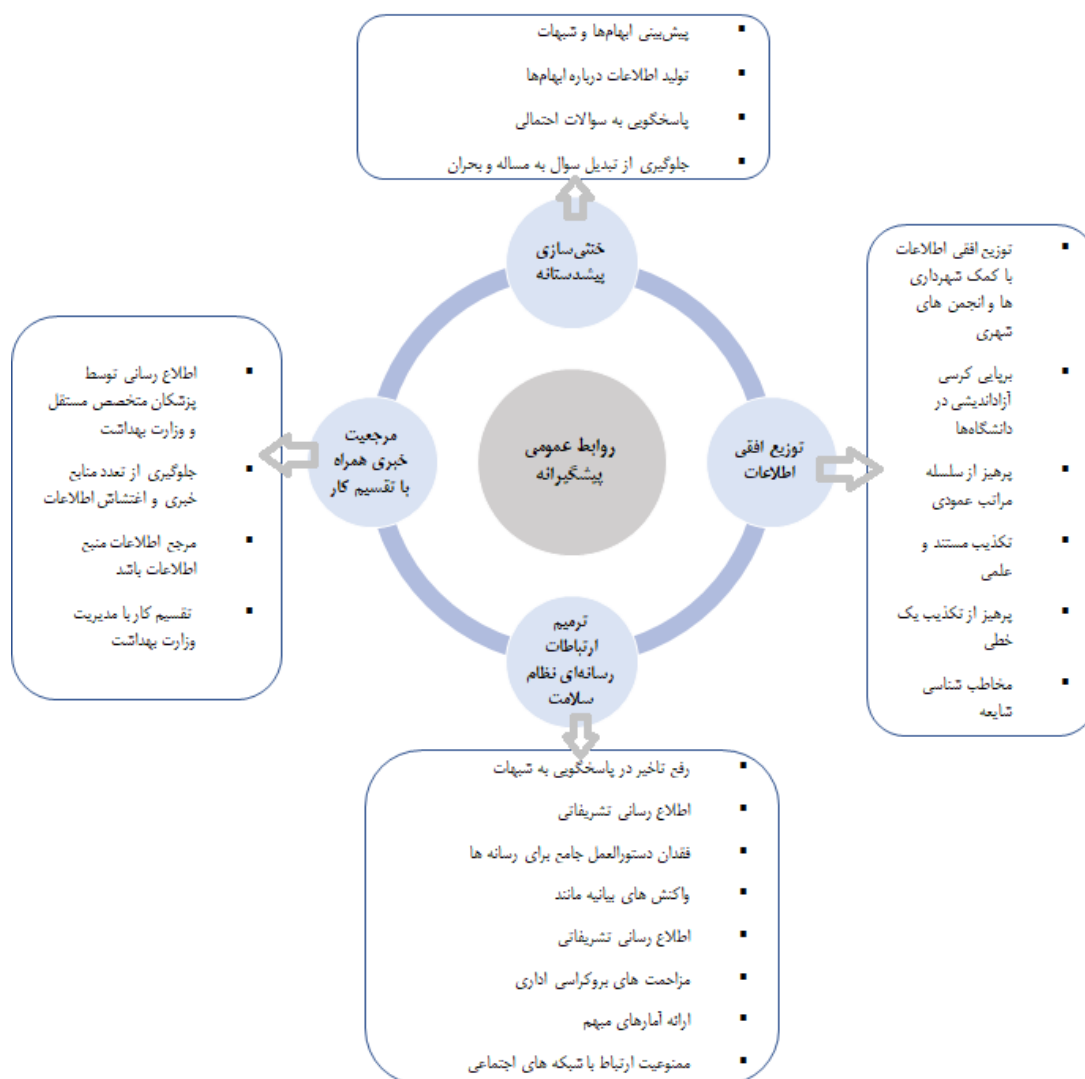 پیش‌بینی ابهام‌ها و شبهات
تولید اطلاعات درباره ابهام‌ها
پاسخگویی به سوالات احتمالی
جلوگیری از تبدیل سوال به مساله و بحران
خنثی‌سازی
پیشدستانه
توزیع افقی اطلاعات
با کمک شهرداری
ها و انجمن های
شهری
برپایی کرسی
آزاداندیشی در
دانشگاه‌ها
پرهیز از سلسله
مراتب عمودی
تکذیب مستند و
علمی
پرهیز از تکذیب یک
خطی
مخاطب شناسی
شایعه
توزیع افقی
اطلاعات
روابط عمومی
پیشگیرانه
مرجعیت
خبری همراه
با تقسیم کار
اطلاع رسانی توسط
پزشکان متخصص مستقل
و وزارت بهداشت
جلوگیری از تعدد منابع
خبری و اغتشاش اطلاعات
مرجع اطلاعات منبع
اطلاعات باشد
تقسیم کار با مدیریت
وزارت بهداشت
ترمیم
ارتباطات
رسانه‌ای نظام
سلامت
رفع تاخیر در پاسخگویی به شبهات
اطلاع رسانی تشریفاتی
فقدان دستورالعمل جامع برای رسانه ها
واکنش های بیانیه مانند
اطلاع رسانی تشریفاتی
مزاحمت های بروکراسی اداری
ارائه آمارهای مبهم
ممنوعیت ارتباط با شبکه های اجتماعی